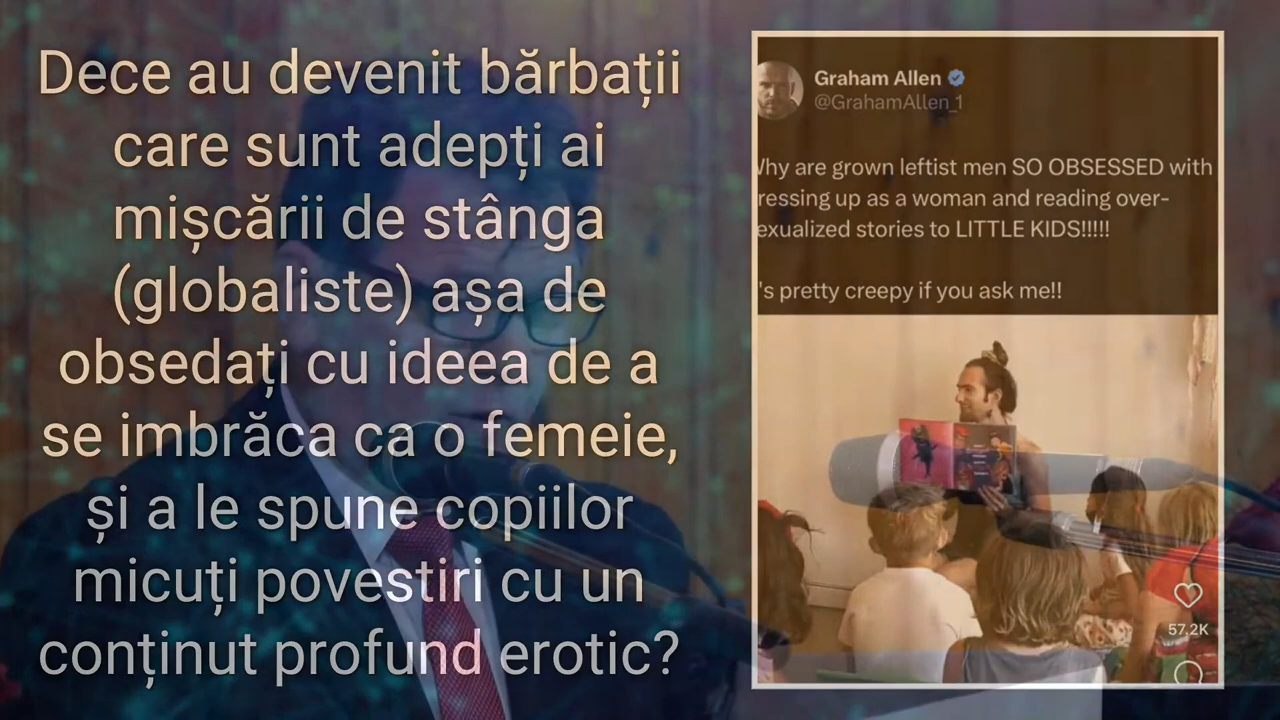 Dece au devenit bărbații
care sunt adepți ai
mișcării de stânga
(globaliste) așa de
obsedați cu ideea de a
se imbrăca ca o femeie,
și a le spune copiilor
micuți povestiri cu un
conținut profund erotic?
Graham Allen
@GrahamAllen_1
hy are grown leftist men SO OBSESSED with
ressing up as a woman and reading over-
exualized stories to LITTLE KIDS!!!!!
's pretty creepy if you ask me!!
57.2K